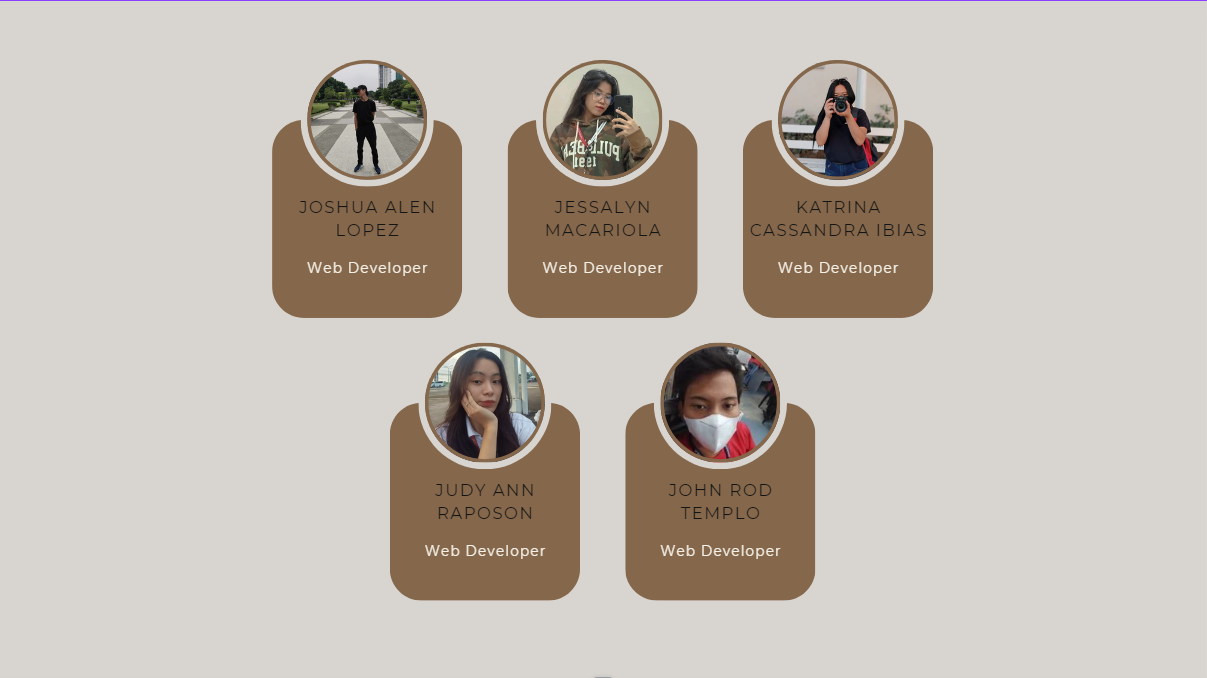 JOSHUA ALEN
LOPEZ
Web Developer
JESSALYN
MACARIOLA
Web Developer
KATRINA
CASSANDRA IBIAS
Web Developer
JUDY ANN
RAPOSON
Web Developer
JOHN ROD
TEMPLO
Web Developer